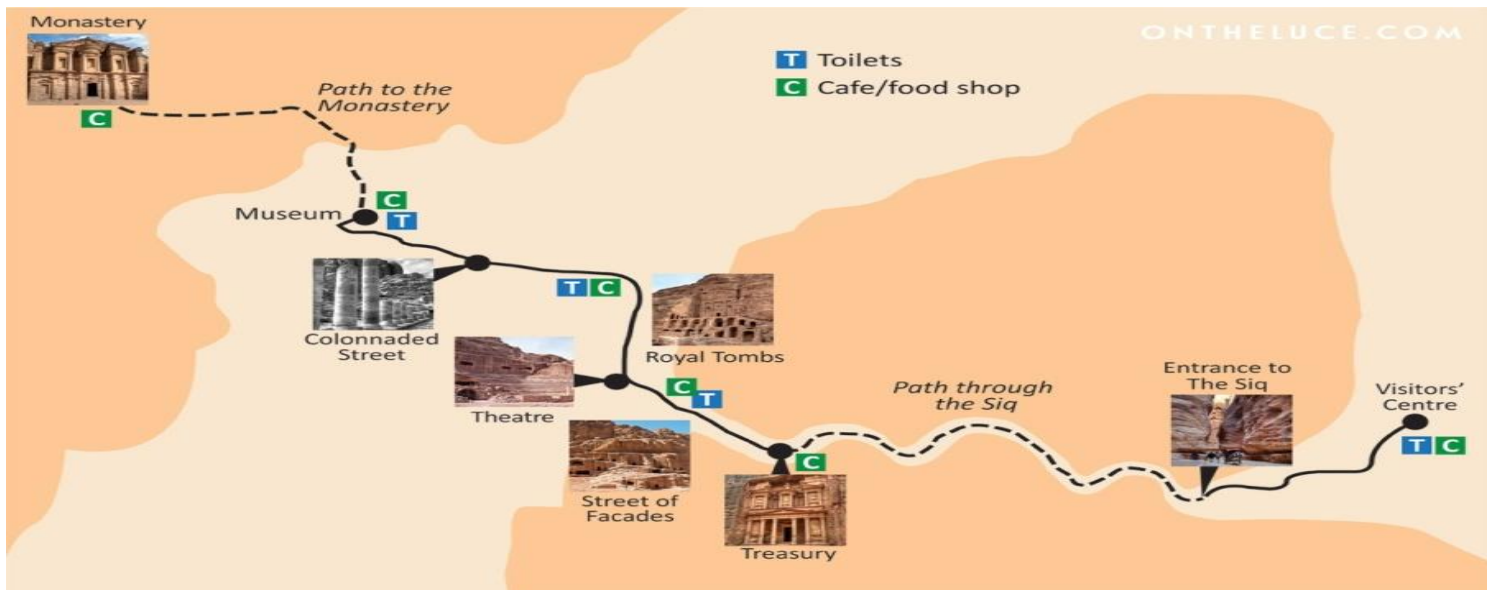 Monastery
ONTHELUCE.COM
T Toilets
C Cafe/food shop
Path to the
Monastery
C
C
Museum
T
T C
Colonnaded
Street
Royal Tombs
Theatre
C
T
Path through
the Siq
Entrance to
The Siq
Visitors'
Centre
T C
C
Street of
Facades
Treasury